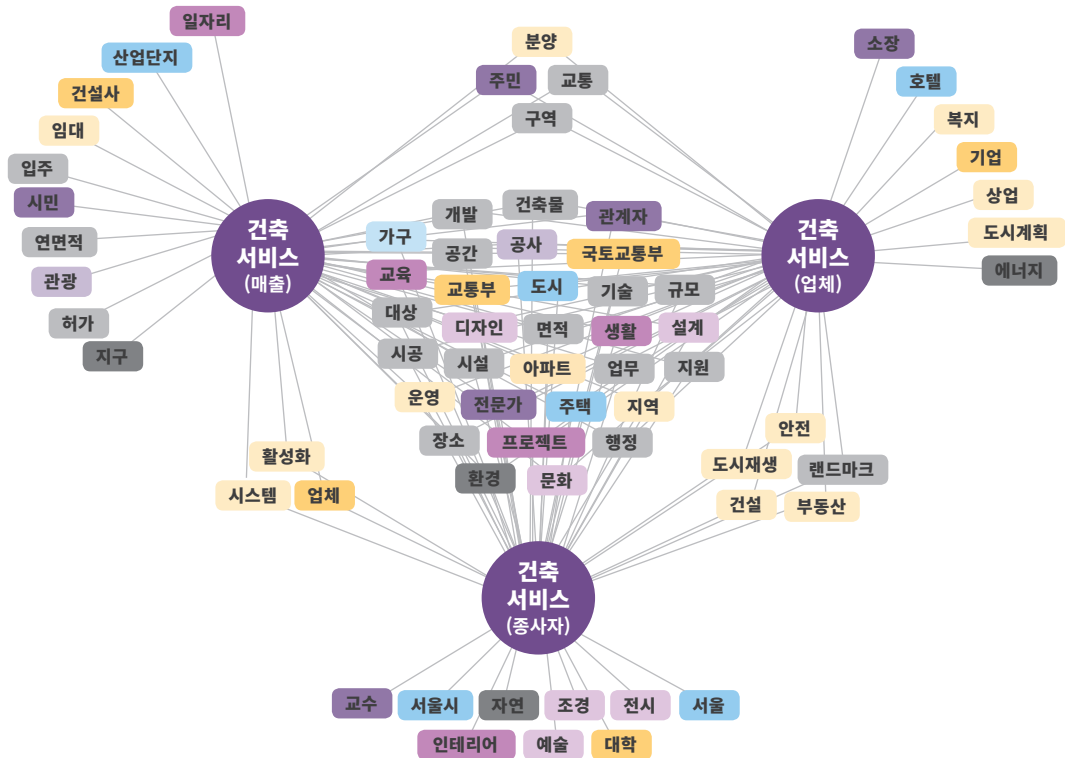 일자리
산업단지
건설사
임대
입주
시민
연면적
관광
허가
지구
분양
주민
교통
구역
소장
호텔
복지
기업
상업
도시계획
에너지
건축
서비스
(매출)
건축
서비스
(업체)
건축물
개발
관계자
가구
공사
공간
국토교통부
교육
교통부
도시
기술
규모
대상
디자인
면적
생활
설계
시공
시설
아파트
업무
지원
운영
전문가
주택
지역
장소
프로젝트
행정
환경
문화
활성화
시스템
업체
안전
도시재생
랜드마크
건설
부동산
건축
서비스
(종사자)
교수
서울시
자연
조경
전시
서울
인테리어
예술
대학